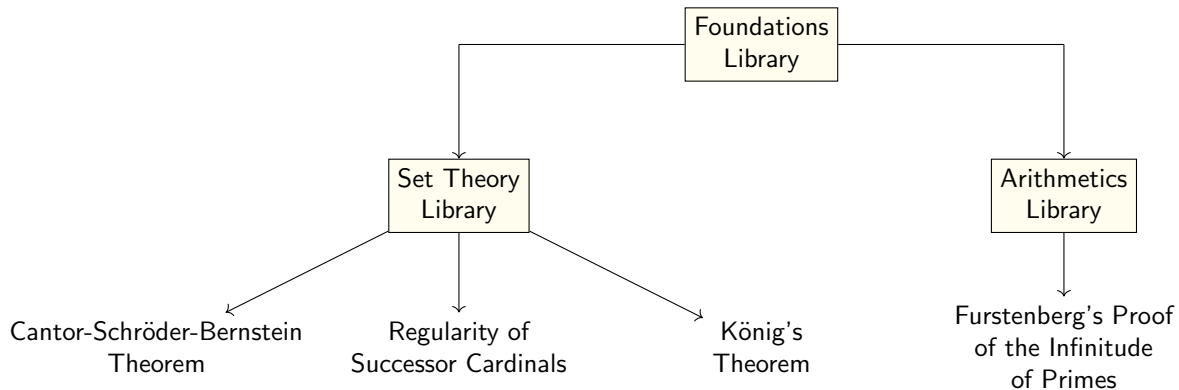 Foundations
Library
Set Theory
Library
Arithmetics
Library
Cantor-Schröder-Bernstein
Theorem
Regularity of
Successor Cardinals
König's
Theorem
Furstenberg's Proof
of the Infinitude
of Primes